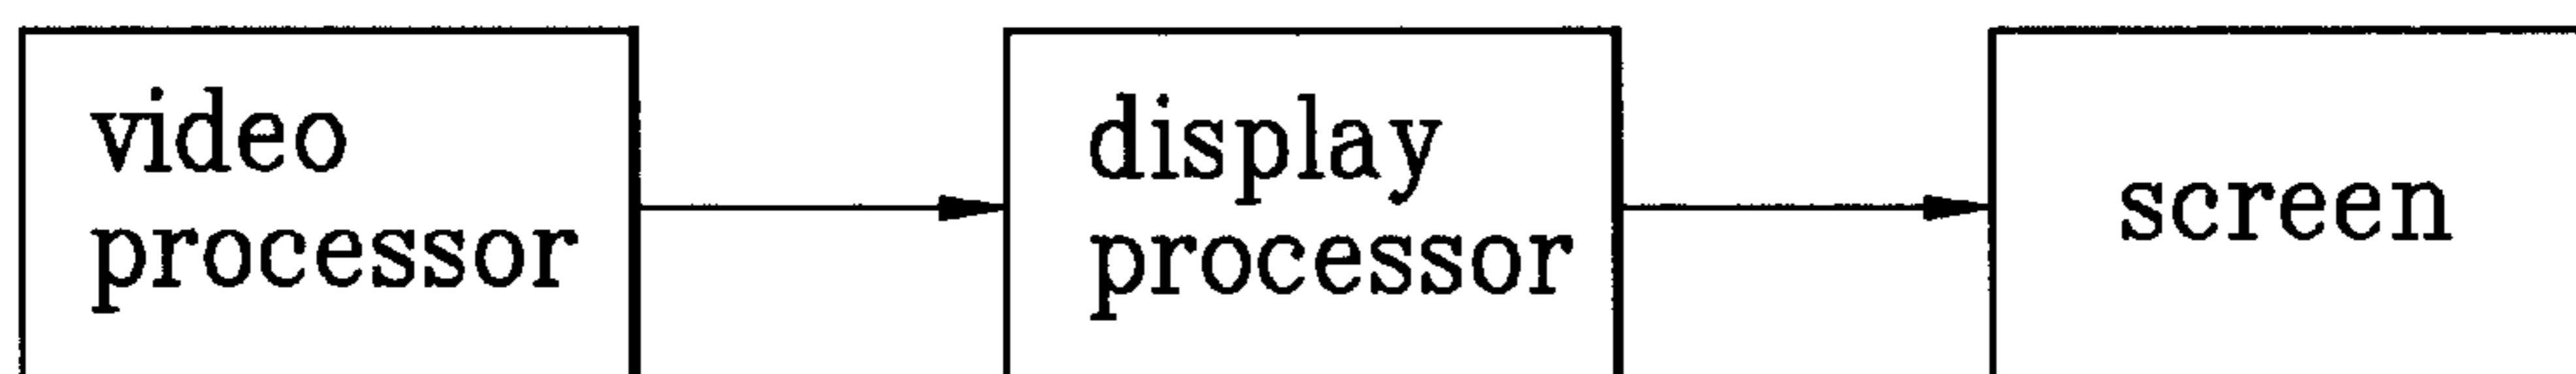 video
processor
display
processor
screen